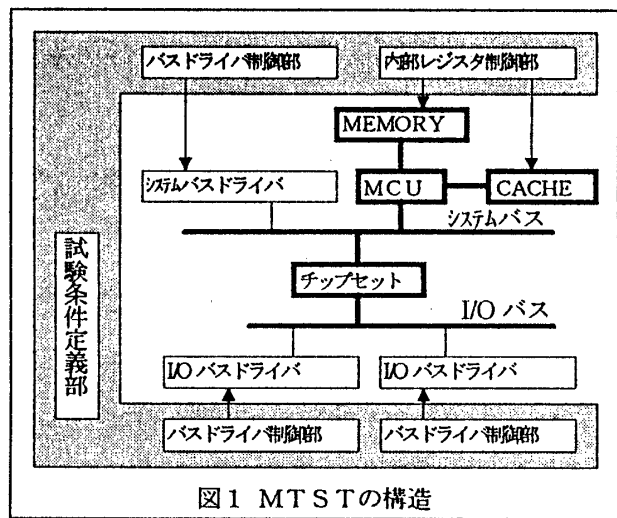 バスドライバ制御部
内部レジスタ制御部
MEMORY
システムバスドライバ
MCU
CACHE
システムバス
試験条件定義部
チップセット
I/O バス
I/O バスドライバ
I/O バスドライバ
バスドライバ制御部
バスドライバ制御部
図1 MTSTの構造